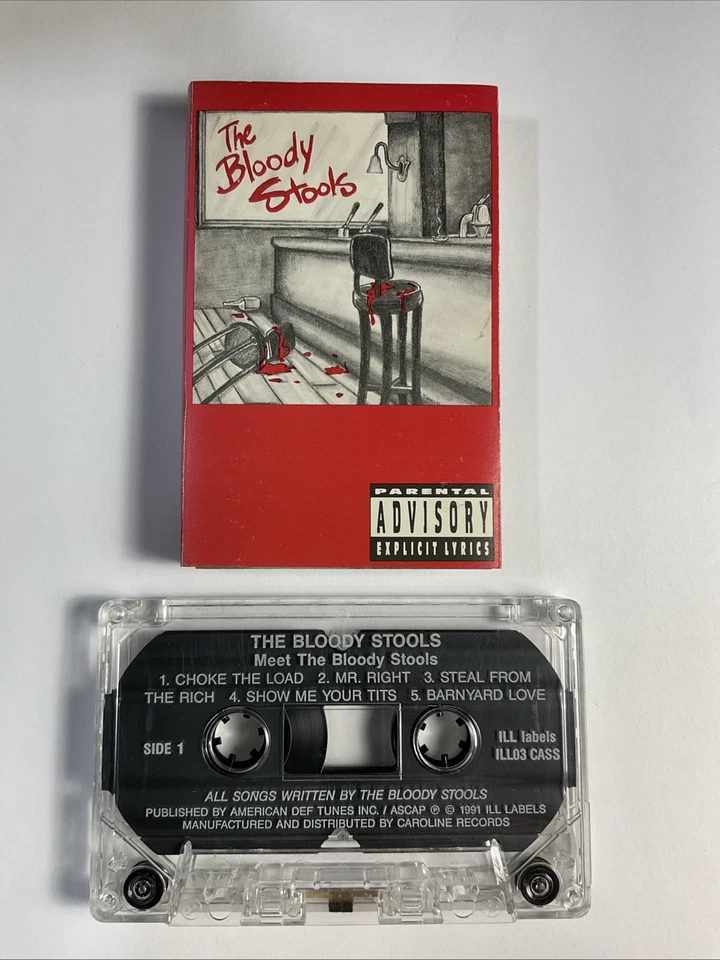 The
Bloody
Stools
PARENTAL
ADVISORY
EXPLICIT LYRICS
THE BLOODY STOOLS
Meet The Bloody Stools
1. CHOKE THE LOAD 2. MR. RIGHT 3. STEAL FROM
THE RICH 4. SHOW ME YOUR TITS 5. BARNYARD LOVE
SIDE 1
ILL labels
ILL03 CASS
ALL SONGS WRITTEN BY THE BLOODY STOOLS
PUBLISHED BY AMERICAN DEF TUNES INC. / ASCAP ℗ © 1991 ILL LABELS
MANUFACTURED AND DISTRIBUTED BY CAROLINE RECORDS